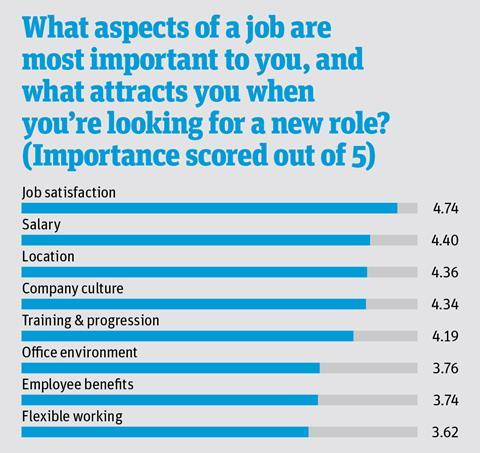 What aspects of a job are
most important to you, and
what attracts you when
you're looking for a new role?
(Importance scored out of 5)
Job satisfaction
4.74
Salary
4.40
Location
4.36
Company culture
4.34
Training & progression
4.19
Office environment
3.76
Employee benefits
3.74
Flexible working
3.62